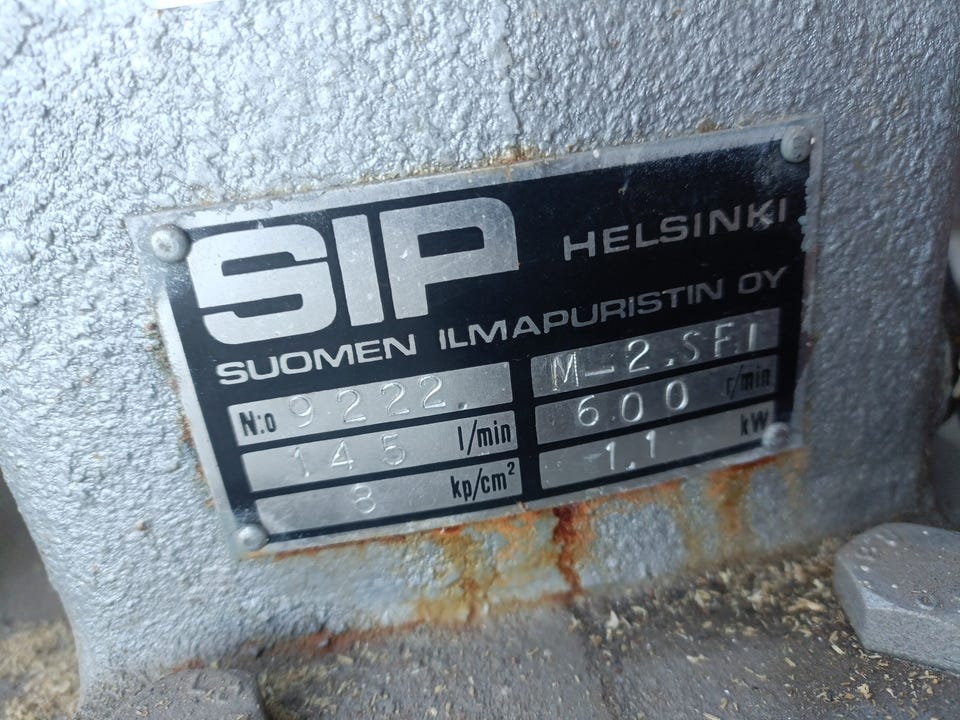 SIP HELSINKI
SUOMEN ILMAPURISTIN OY
N:o 9222. M-2.SFI
145 l/min 600 r/min
8 kp/cm² 1.1 kW